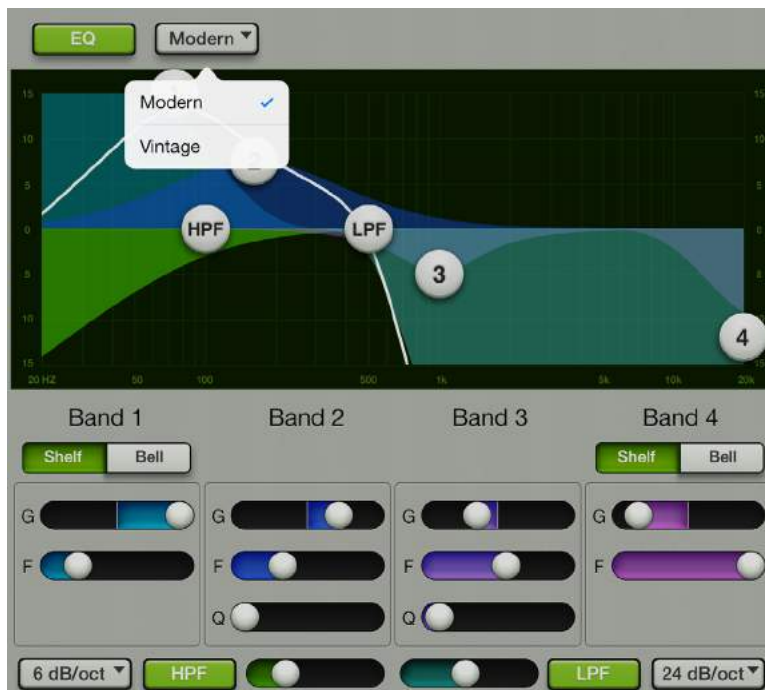 EQ Modern
Modern
Vintage
15 15
10 10
5 5
0 0
HPF LPF
5 3 5
10 10
4
15 15
20 HZ 50 100 500 1k 5k 10k 20k
Band 1 Band 2 Band 3 Band 4
Shelf Bell Shelf Bell
G G G G
F F F F
Q Q
6 dB/oct HPF LPF 24 dB/oct